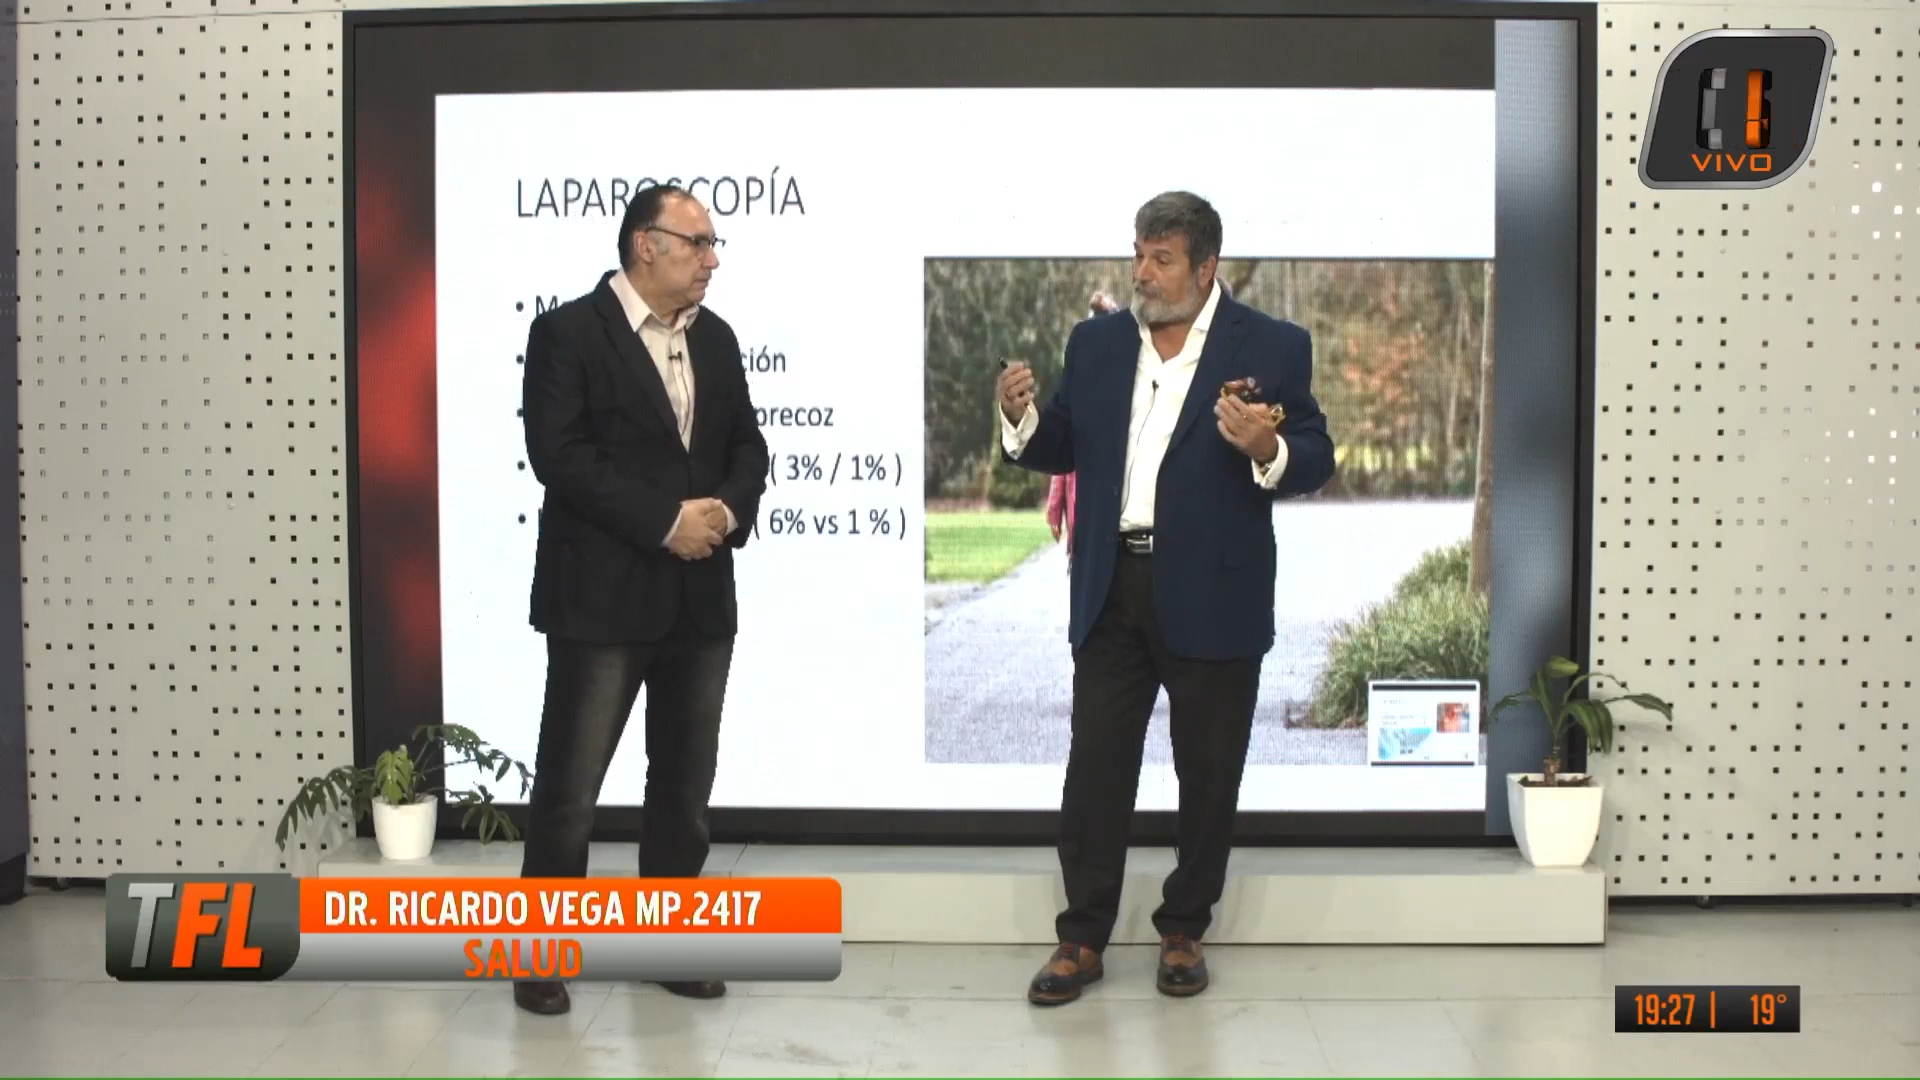 VIVO
LAPAROSCOPÍA
ción
precoz
( 3% / 1% )
( 6% vs 1 % )
TFL
DR. RICARDO VEGA MP.2417
SALUD
19:27 | 19°